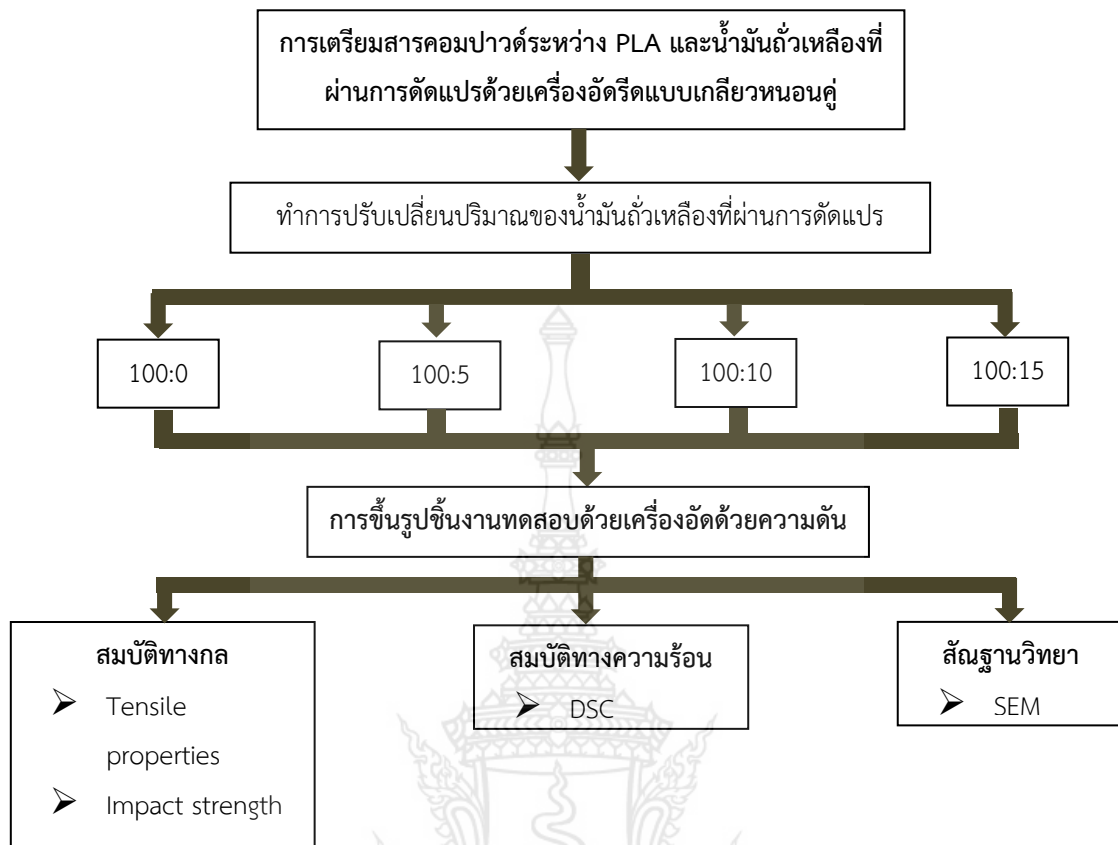 การเตรียมสารคอมปาวด์ระหว่าง PLA และน้ำมันถั่วเหลืองที่
ผ่านการดัดแปรด้วยเครื่องอัดรีดแบบเกลียวหนอนคู่
ทำการปรับเปลี่ยนปริมาณของน้ำมันถั่วเหลืองที่ผ่านการดัดแปร
100:0
100:5
100:10
100:15
การขึ้นรูปชิ้นงานทดสอบด้วยเครื่องอัดด้วยความดัน
สมบัติทางกล
➢ Tensile
properties
➢ Impact strength
สมบัติทางความร้อน
➢ DSC
สัณฐานวิทยา
➢ SEM